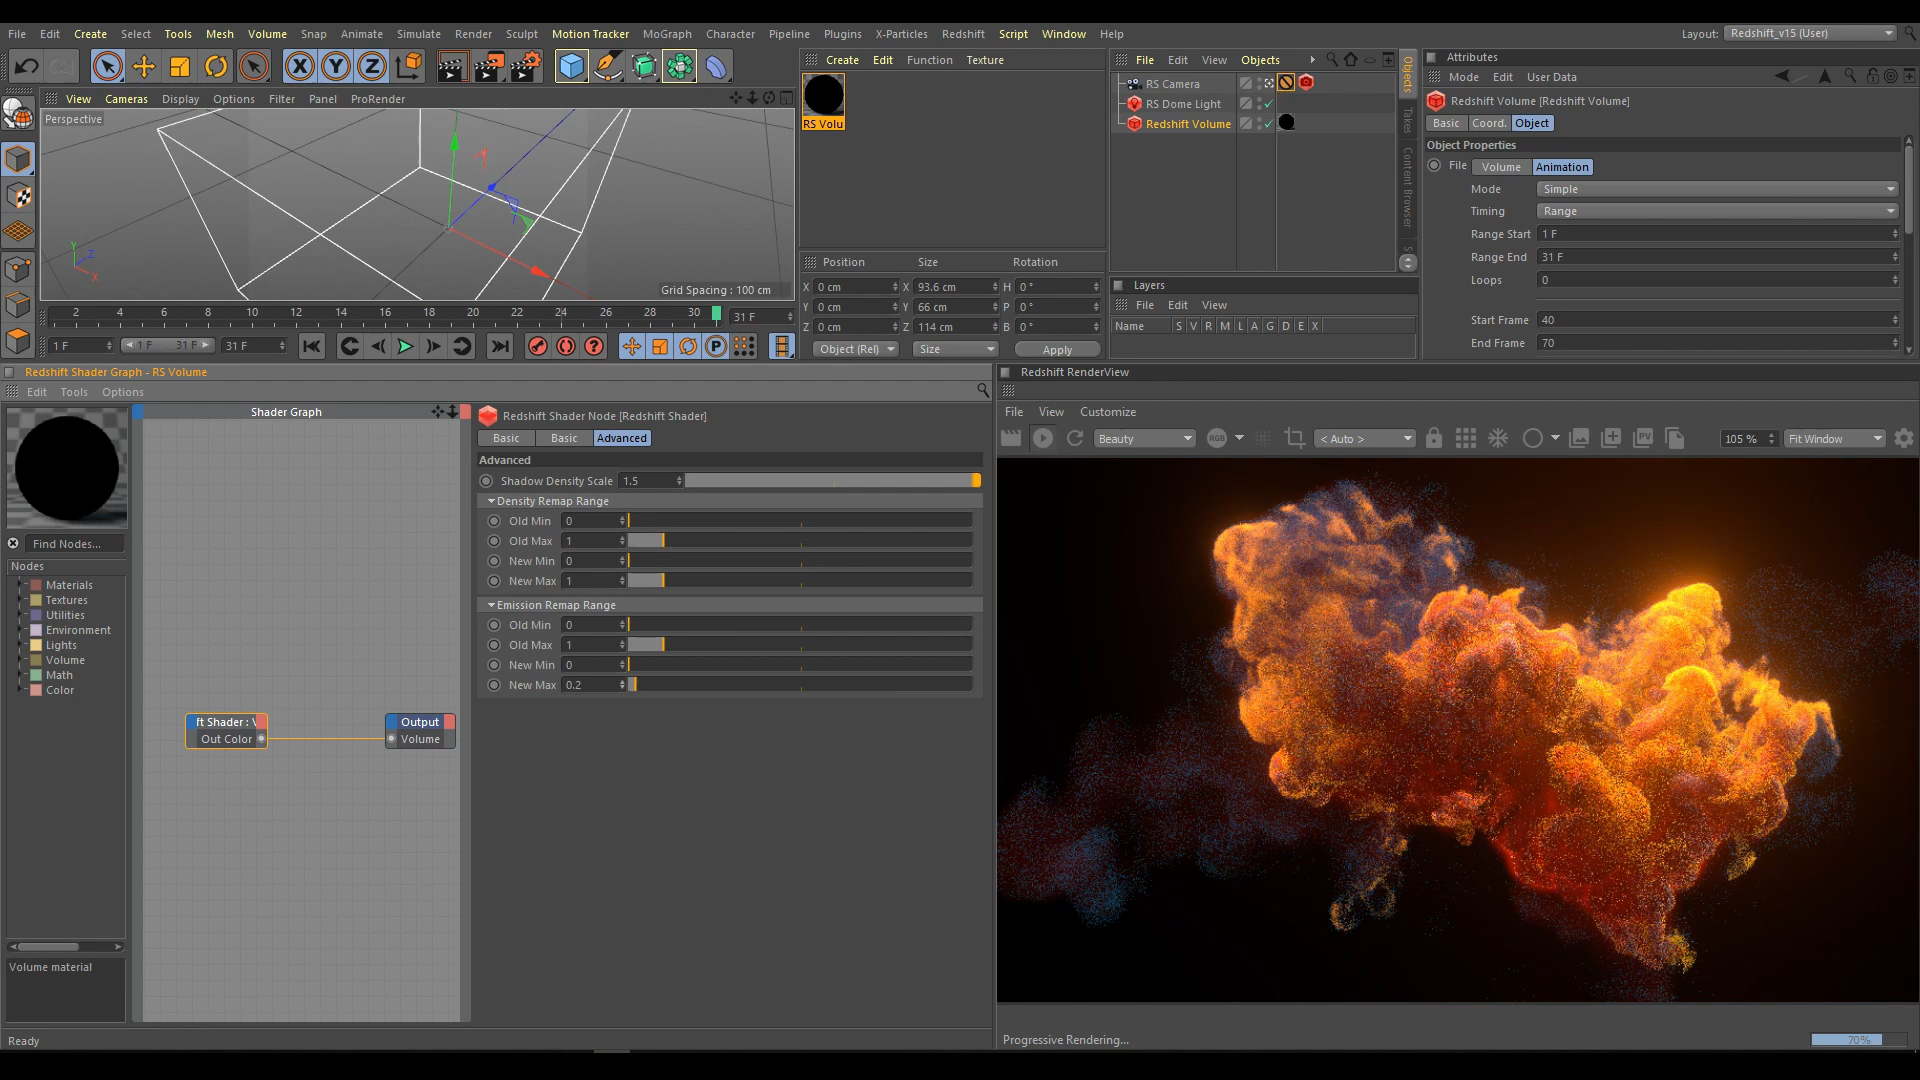 File Edit Create Select Tools Mesh Volume Snap Animate Simulate Render Sculpt Motion Tracker MoGraph Character Pipeline Plugins X-Particles Redshift Script Window Help
Layout: Redshift_v15 (User)
X Y Z
View Cameras Display Options Filter Panel ProRender
Perspective
Y Z X
Grid Spacing : 100 cm
2 4 6 8 10 12 14 16 18 20 22 24 26 28 30
31 F
1 F
1 F 31 F
31 F
P
Create Edit Function Texture
RS Volu
Position Size Rotation
X 0 cm X 93.6 cm H 0 °
Y 0 cm Y 66 cm P 0 °
Z 0 cm Z 114 cm B 0 °
Object (Rel) Size Apply
File Edit View Objects
RS Camera
RS Dome Light
Redshift Volume
Objects
Takes
Content Browser
S
Layers
File Edit View
Name S V R M L A G D E X
Attributes
Mode Edit User Data
Redshift Volume [Redshift Volume]
Basic Coord. Object
Object Properties
File Volume Animation
Mode Simple
Timing Range
Range Start 1 F
Range End 31 F
Loops 0
Start Frame 40
End Frame 70
Redshift Shader Graph - RS Volume
Edit Tools Options
Find Nodes...
Nodes
Materials
Textures
Utilities
Environment
Lights
Volume
Math
Color
Volume material
Shader Graph
ft Shader : V
Out Color
Output
Volume
Redshift Shader Node [Redshift Shader]
Basic Basic Advanced
Advanced
Shadow Density Scale 1.5
Density Remap Range
Old Min 0
Old Max 1
New Min 0
New Max 1
Emission Remap Range
Old Min 0
Old Max 1
New Min 0
New Max 0.2
Ready
Redshift RenderView
File View Customize
Beauty RGB < Auto > PV 105 % Fit Window
Progressive Rendering...
70%